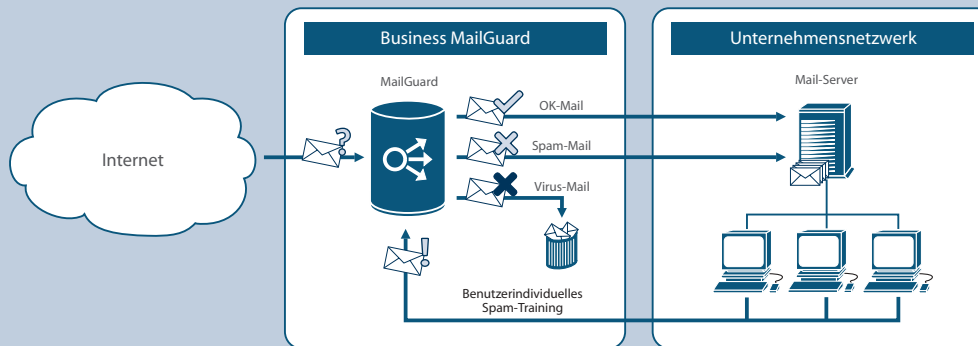 Business MailGuard
Unternehmensnetzwerk
MailGuard
Mail-Server
OK-Mail
Internet
Spam-Mail
Virus-Mail
Benutzerindividuelles
Spam-Training